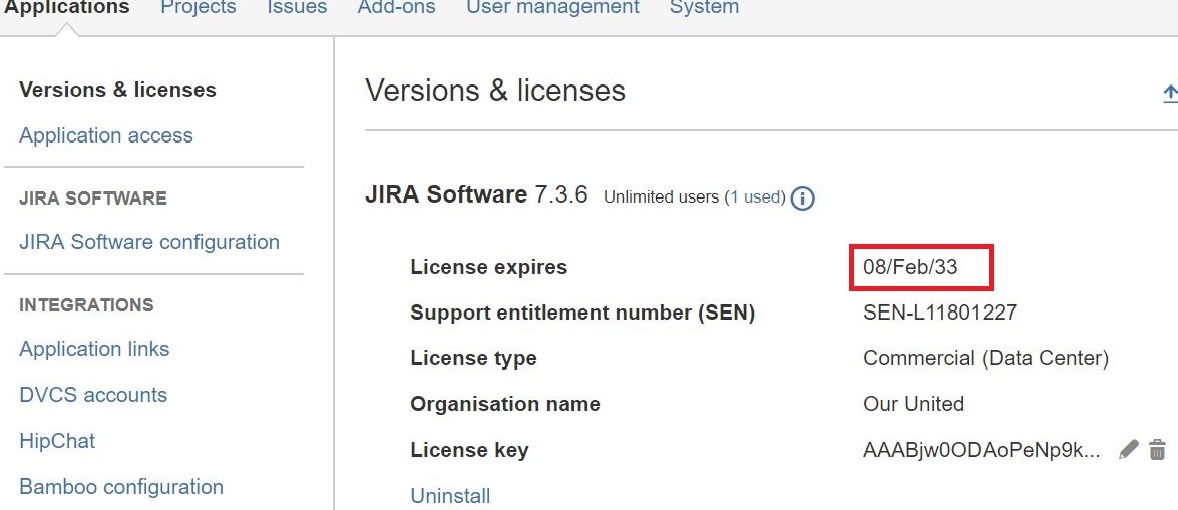 Applications Projects Issues Add-ons User management System
Versions & licenses
Application access
JIRA SOFTWARE
JIRA Software configuration
INTEGRATIONS
Application links
DVCS accounts
HipChat
Bamboo configuration
Versions & licenses
JIRA Software 7.3.6 Unlimited users (1 used)
License expires 08/Feb/33
Support entitlement number (SEN) SEN-L11801227
License type Commercial (Data Center)
Organisation name Our United
License key AAABjw0ODAoPeNp9k...
Uninstall